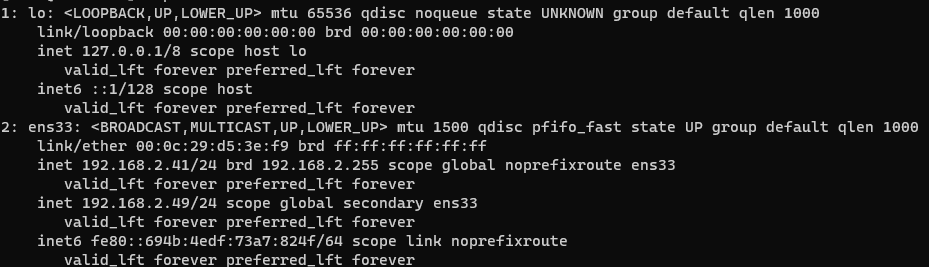 1: lo: <LOOPBACK,UP,LOWER_UP> mtu 65536 qdisc noqueue state UNKNOWN group default qlen 1000
    link/loopback 00:00:00:00:00:00 brd 00:00:00:00:00:00
    inet 127.0.0.1/8 scope host lo
       valid_lft forever preferred_lft forever
    inet6 ::1/128 scope host
       valid_lft forever preferred_lft forever
2: ens33: <BROADCAST,MULTICAST,UP,LOWER_UP> mtu 1500 qdisc pfifo_fast state UP group default qlen 1000
    link/ether 00:0c:29:d5:3e:f9 brd ff:ff:ff:ff:ff:ff
    inet 192.168.2.41/24 brd 192.168.2.255 scope global noprefixroute ens33
       valid_lft forever preferred_lft forever
    inet 192.168.2.49/24 scope global secondary ens33
       valid_lft forever preferred_lft forever
    inet6 fe80::694b:4edf:73a7:824f/64 scope link noprefixroute
       valid_lft forever preferred_lft forever